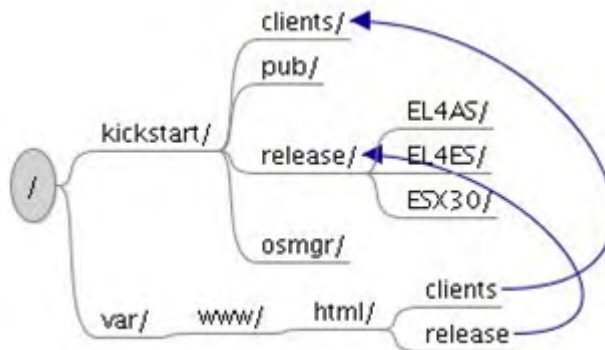 clients/
pub/
EL4AS/
kickstart/
release/
EL4ES/
/
ESX30/
osmgr/
clients
var/
www/
html/
release